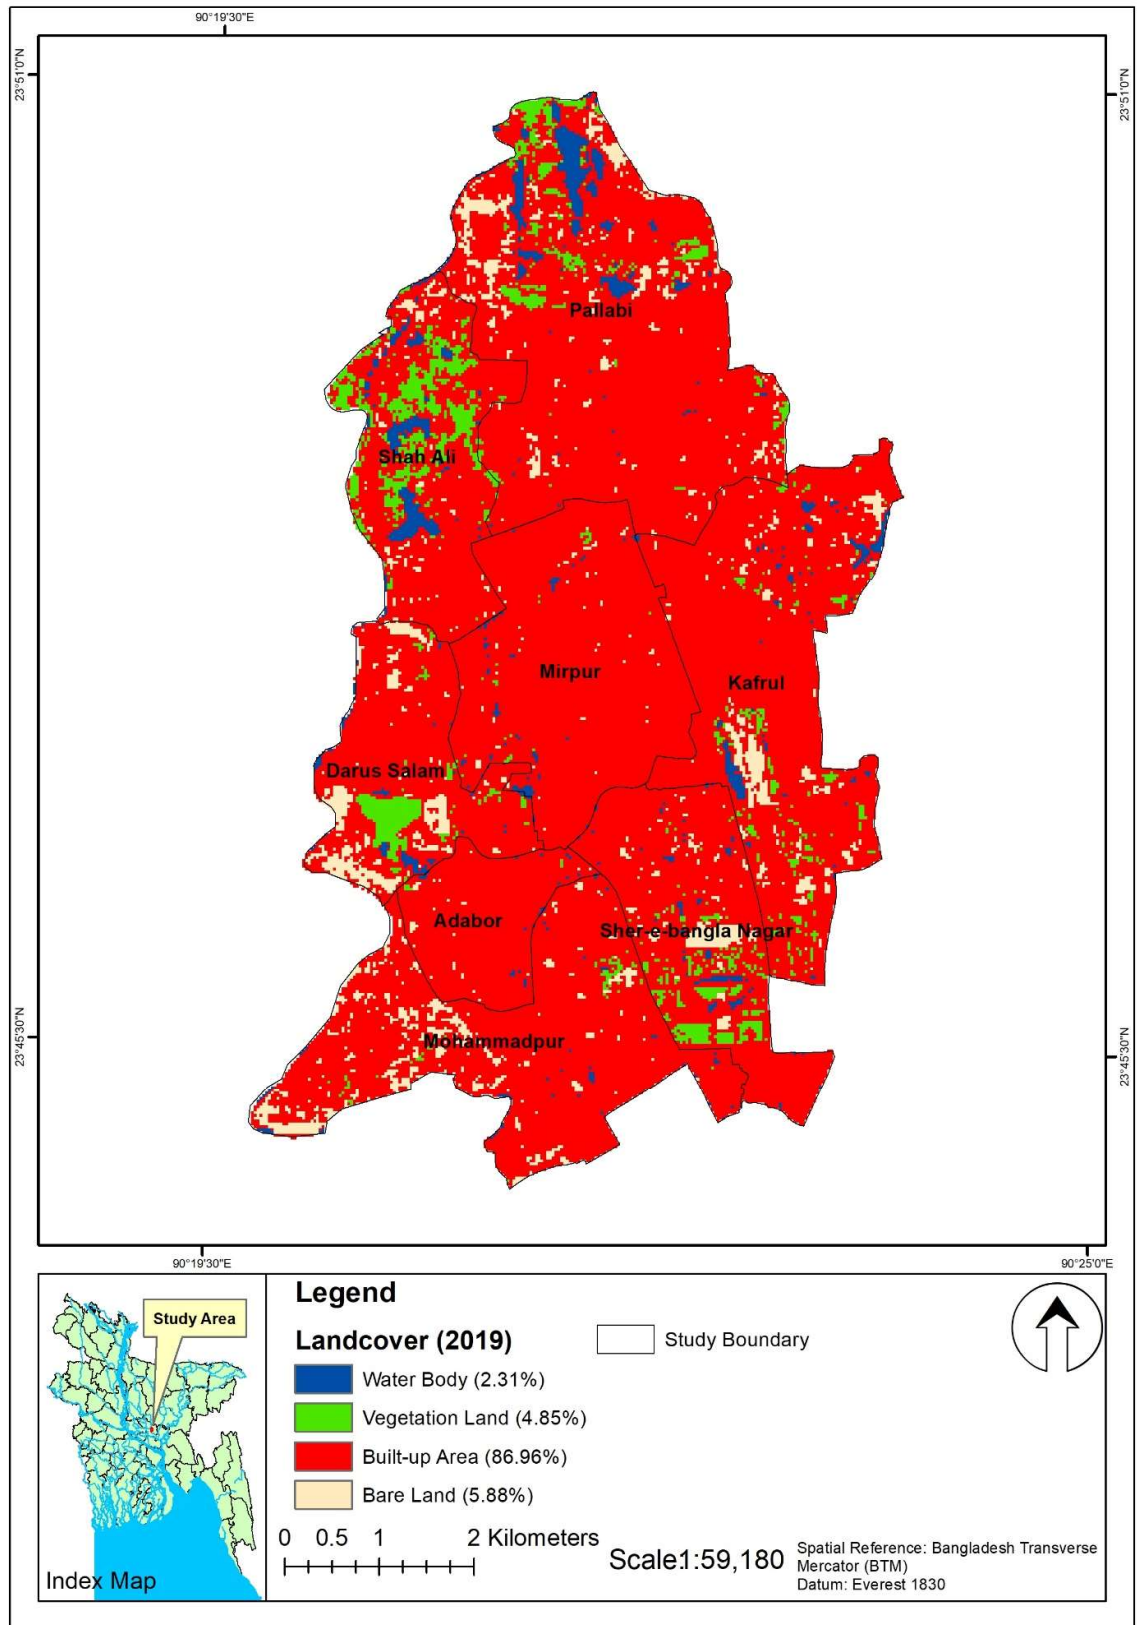 90°19'30"E
23°51'0"N
23°51'0"N
Pallabi
Shah Ali
Mirpur
Kafrul
Darus Salam
Adabor
Sher-e-bangla Nagar
Mohammadpur
23°45'30"N
23°45'30"N
90°19'30"E
90°25'0"E
Study Area
Index Map
Legend
Landcover (2019)
Study Boundary
Water Body (2.31%)
Vegetation Land (4.85%)
Built-up Area (86.96%)
Bare Land (5.88%)
0 0.5 1 2 Kilometers
Scale1:59,180
Spatial Reference: Bangladesh Transverse
Mercator (BTM)
Datum: Everest 1830